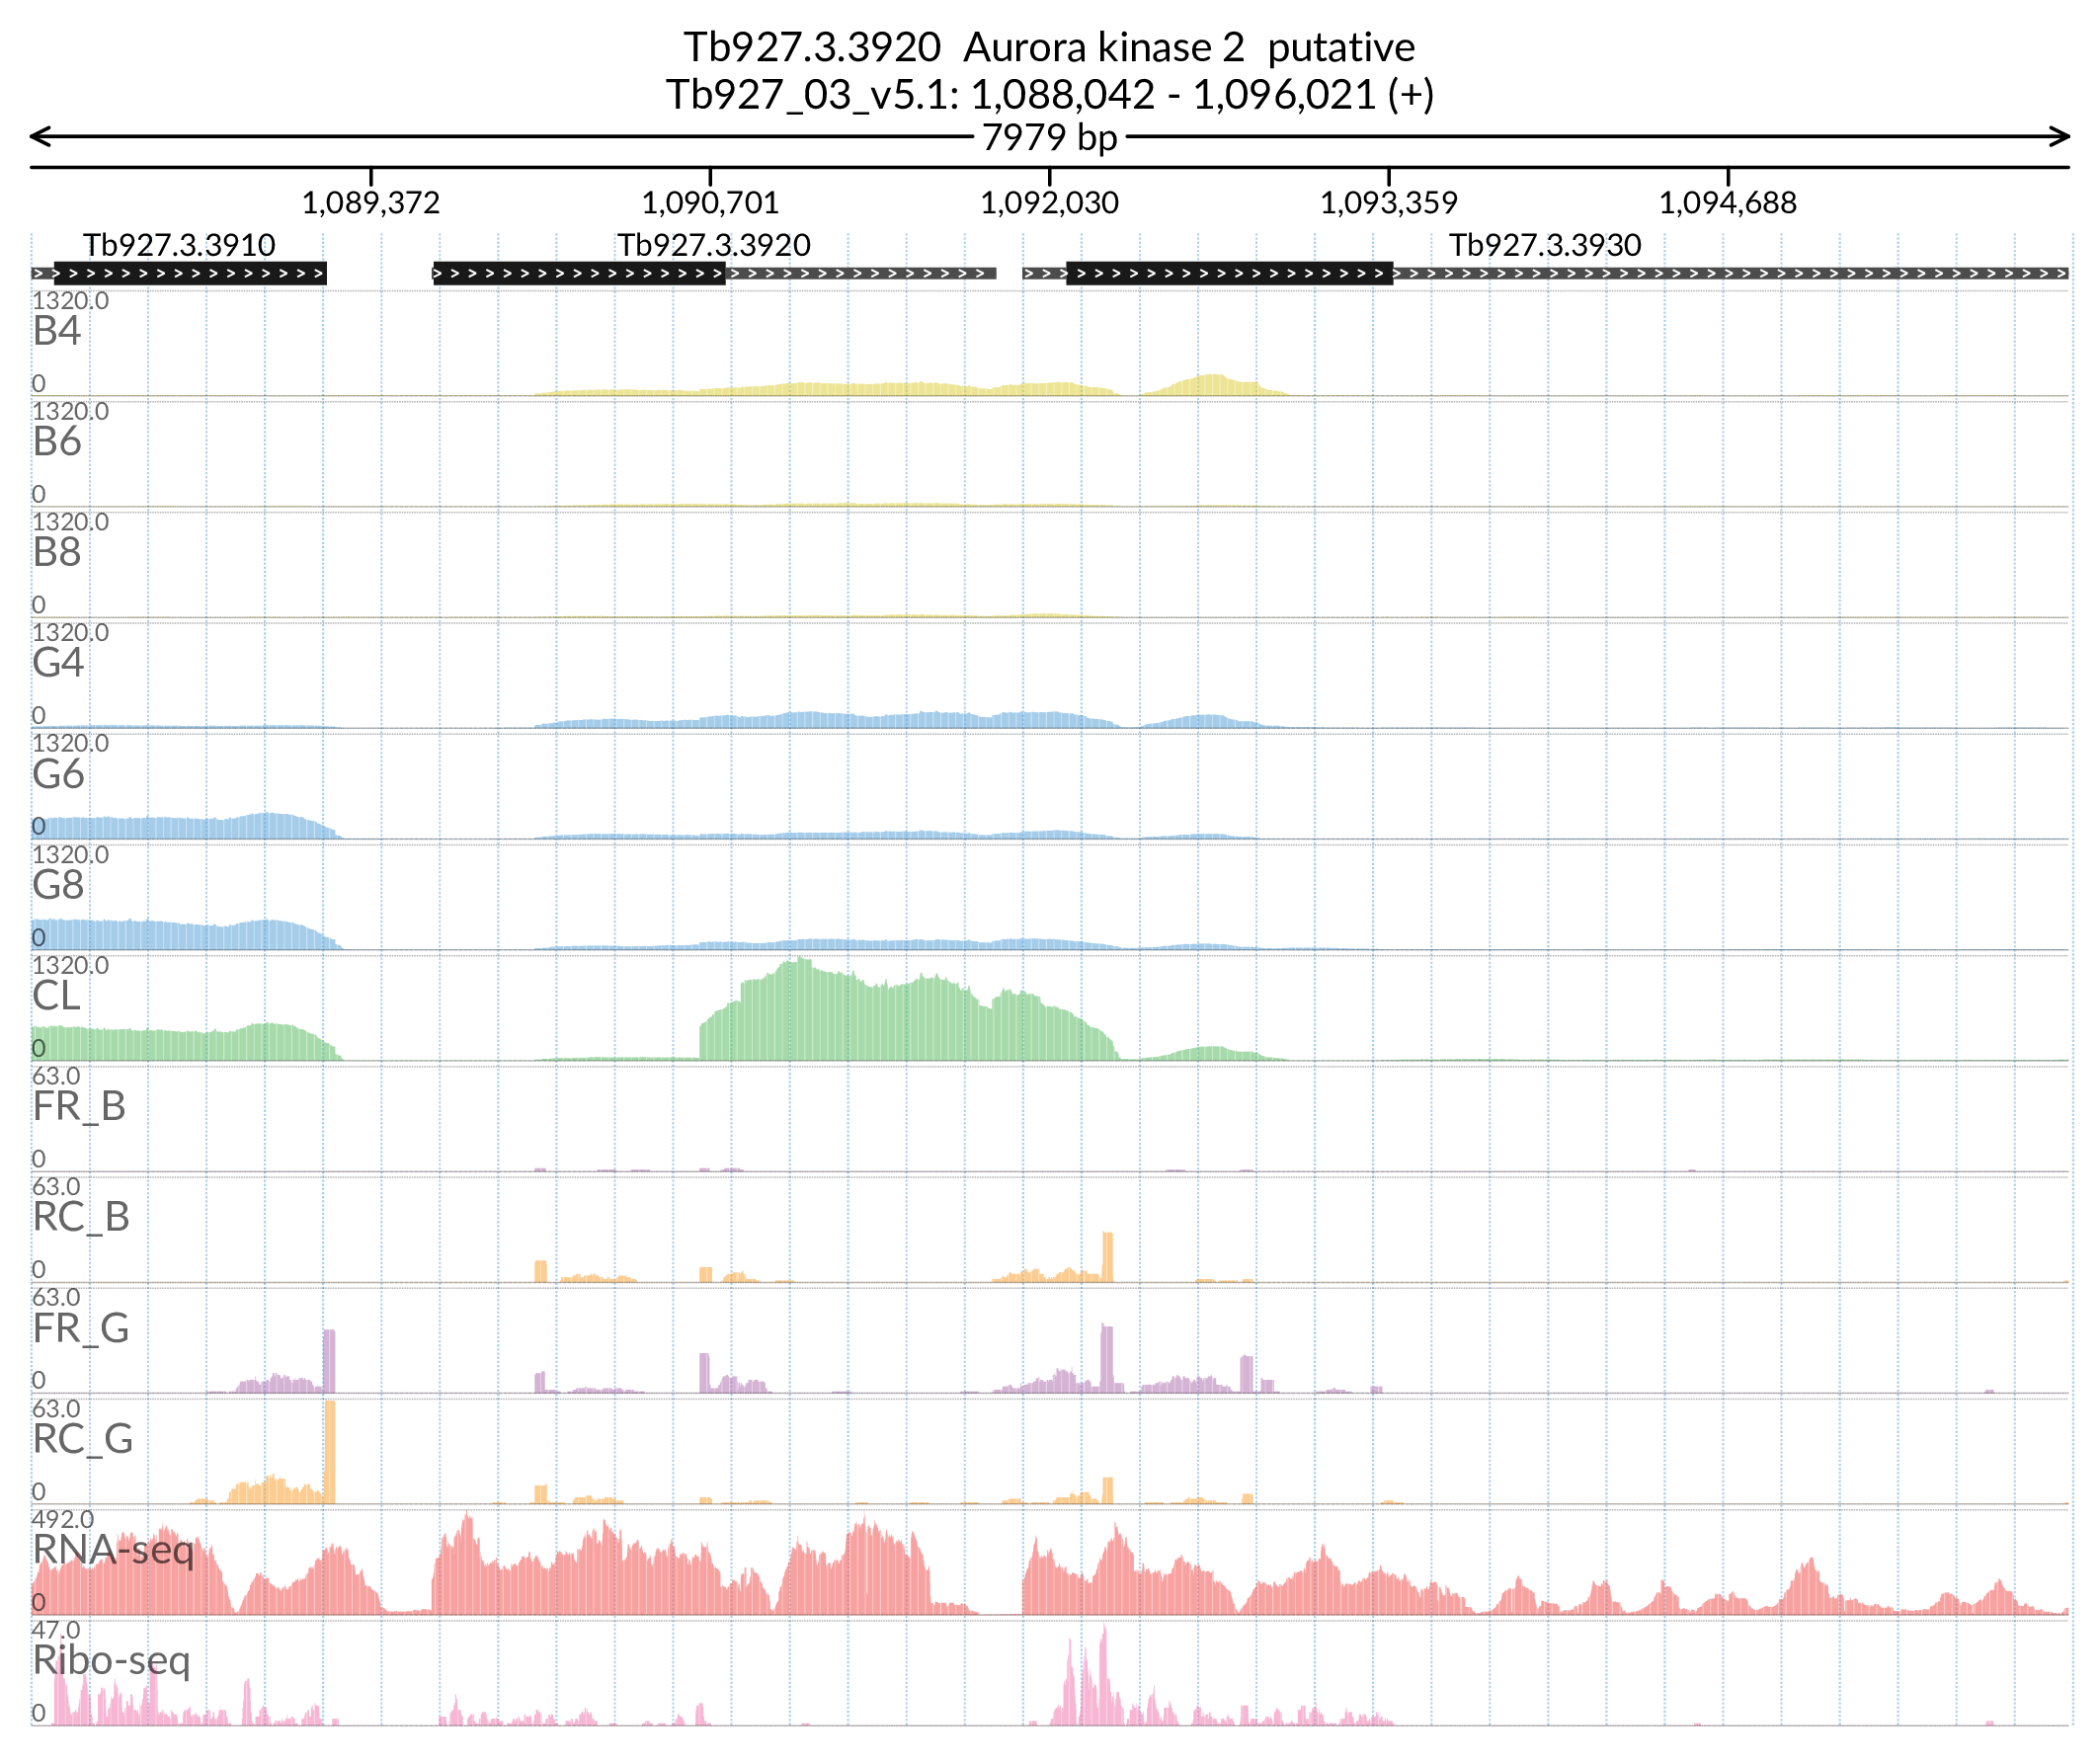 Tb927.3.3920 Aurora kinase 2 putative
Tb927_03_v5.1: 1,088,042 - 1,096,021 (+)
7979 bp
1,089,372 1,090,701 1,092,030 1,093,359 1,094,688
Tb927.3.3910 Tb927.3.3920 Tb927.3.3930
1320.0
B4
0
1320.0
B6
0
1320.0
B8
0
1320.0
G4
0
1320.0
G6
0
1320.0
G8
0
1320.0
CL
0
63.0
FR_B
0
63.0
RC_B
0
63.0
FR_G
0
63.0
RC_G
0
492.0
RNA-seq
0
47.0
Ribo-seq
0